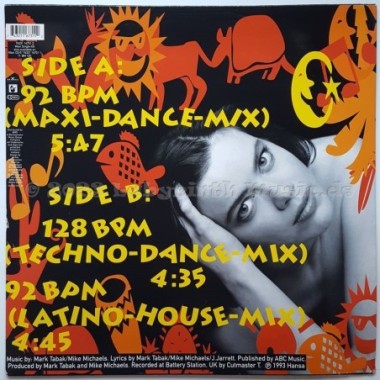 SIDE A:
92 BPM
(MAXI-DANCE-MIX)
5:47
SIDE B:
128 BPM
(TECHNO-DANCE-MIX)
4:35
92 BPM
(LATINO-HOUSE-MIX)
4:45
Music by: Mark Tabak/Mike Michaels. Lyrics by Mark Tabak/Mike Michaels/J.Jarrett. Published by ABC Music
Produced by Mark Tabak and Mike Michaels. Recorded at Battery Station, UK by Cutmaster T. ℗ 1993 Hansa